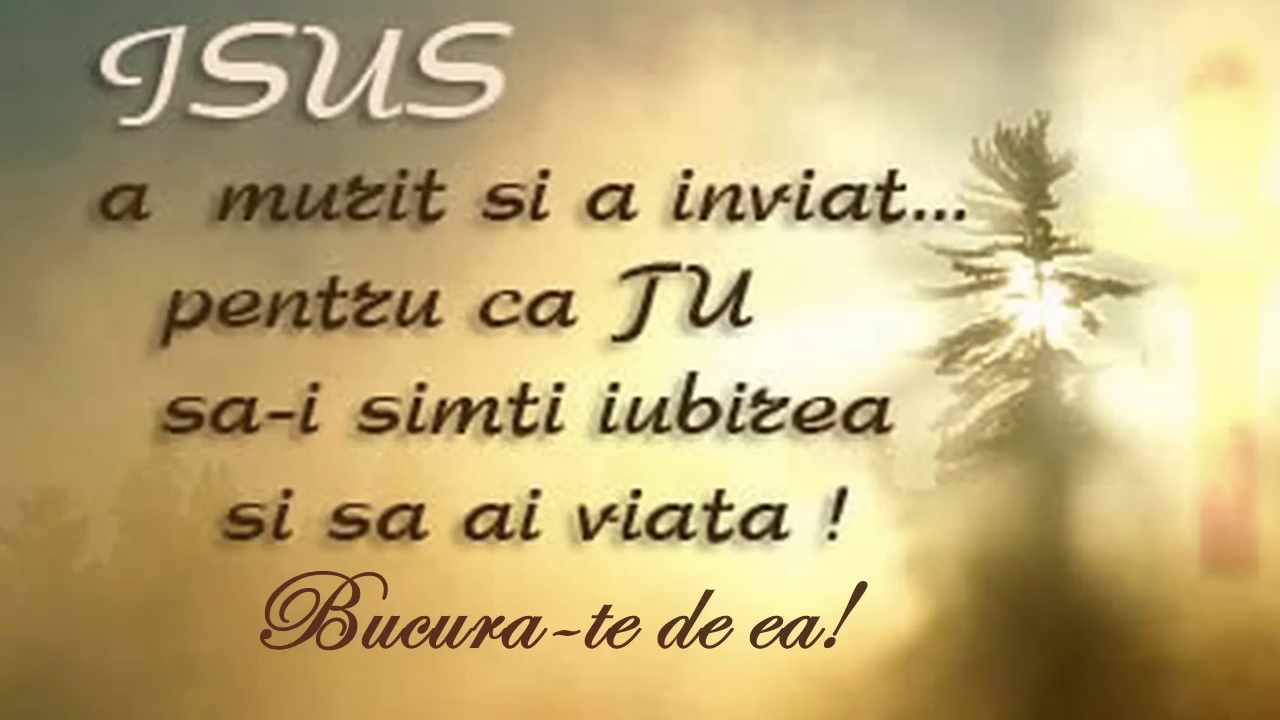 ISUS
a murit si a inviat...
pentru ca TU
sa-i simti iubirea
si sa ai viata !
Bucura-te de ea!